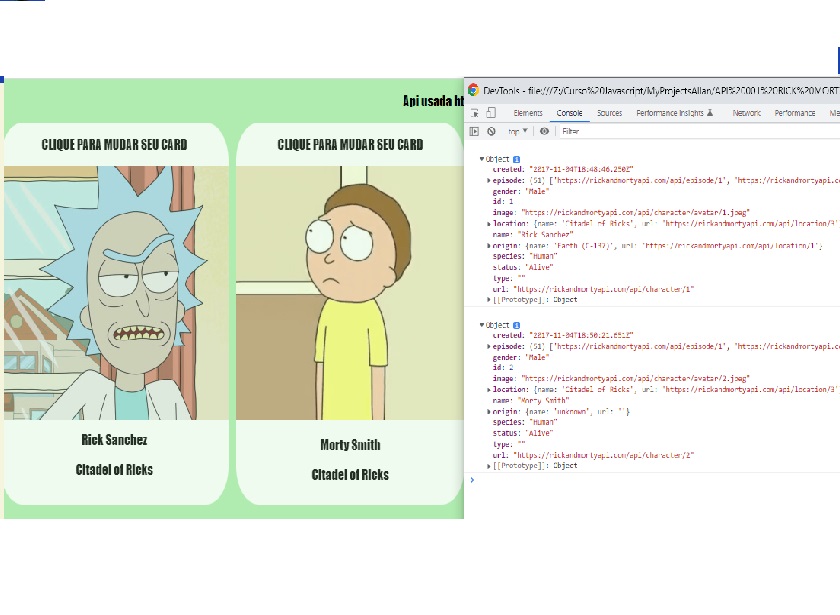 Api usada ht
CLIQUE PARA MUDAR SEU CARD
CLIQUE PARA MUDAR SEU CARD
Rick Sanchez
Citadel of Ricks
Morty Smith
Citadel of Ricks
DevTools - file:///Z:/Curso%20Javascript/MyProjectsAllan/API%20001%20RICK%20MORT
Elements Console Sources Performance insights Network Performance Me
top Filter
Object
created: "2017-11-04T18:48:46.250Z"
episode: (51) ['https://rickandmortyapi.com/api/episode/1', 'https://rickandmortyapi.co
gender: "Male"
id: 1
image: "https://rickandmortyapi.com/api/character/avatar/1.jpeg"
location: {name: 'Citadel of Ricks', url: 'https://rickandmortyapi.com/api/location/3'
name: "Rick Sanchez"
origin: {name: 'Earth (C-137)', url: 'https://rickandmortyapi.com/api/location/1'}
species: "Human"
status: "Alive"
type: ""
url: "https://rickandmortyapi.com/api/character/1"
[[Prototype]]: Object
Object
created: "2017-11-04T18:50:21.651Z"
episode: (51) ['https://rickandmortyapi.com/api/episode/1', 'https://rickandmortyapi.co
gender: "Male"
id: 2
image: "https://rickandmortyapi.com/api/character/avatar/2.jpeg"
location: {name: 'Citadel of Ricks', url: 'https://rickandmortyapi.com/api/location/3'
name: "Morty Smith"
origin: {name: 'unknown', url: ''}
species: "Human"
status: "Alive"
type: ""
url: "https://rickandmortyapi.com/api/character/2"
[[Prototype]]: Object